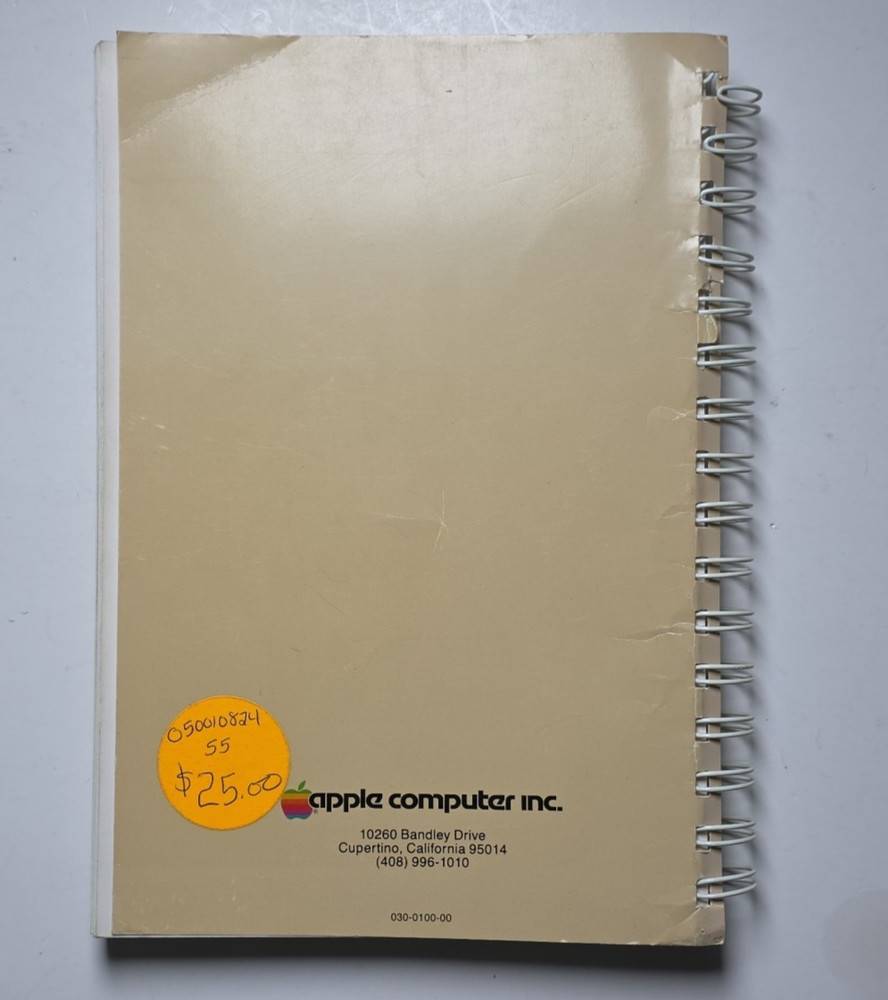 050010824
55
$25.00
apple computer inc.
10260 Bandley Drive
Cupertino, California 95014
(408) 996-1010
030-0100-00